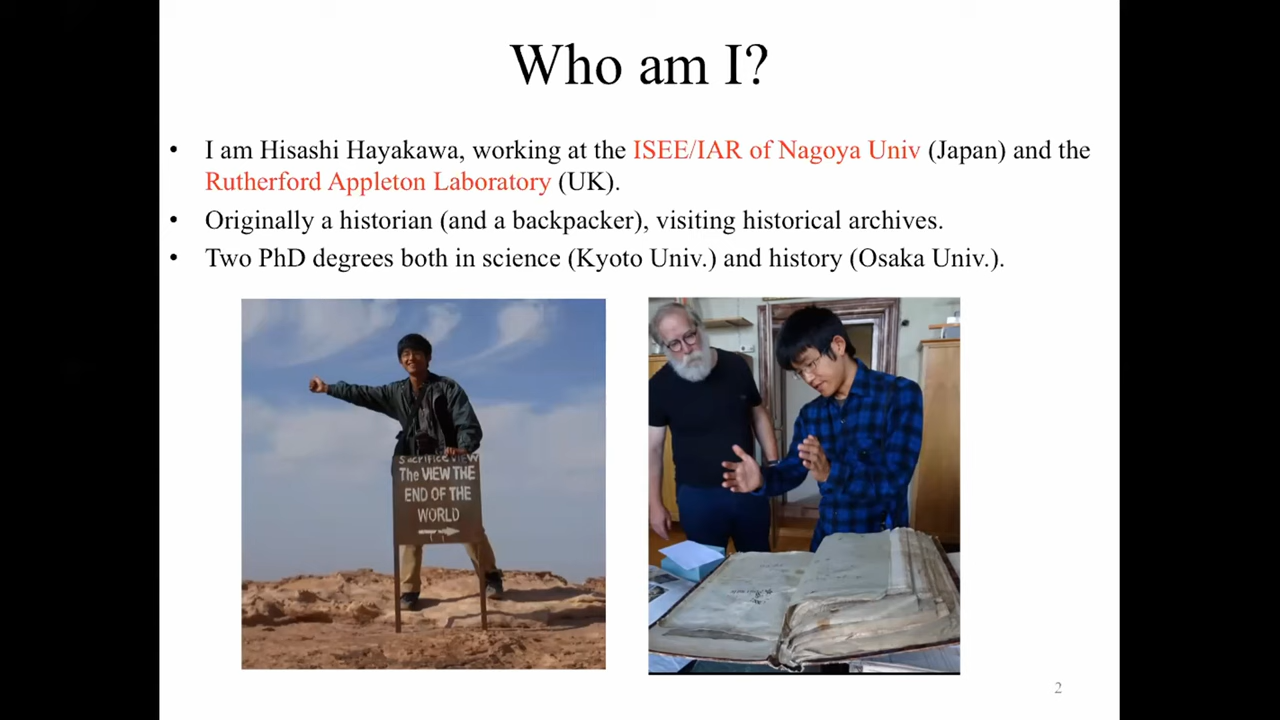 Who am I?
• I am Hisashi Hayakawa, working at the ISEE/IAR of Nagoya Univ (Japan) and the
Rutherford Appleton Laboratory (UK).
• Originally a historian (and a backpacker), visiting historical archives.
• Two PhD degrees both in science (Kyoto Univ.) and history (Osaka Univ.).
Sacrifice VIEW
The VIEW THE
END OF THE
WORLD
2